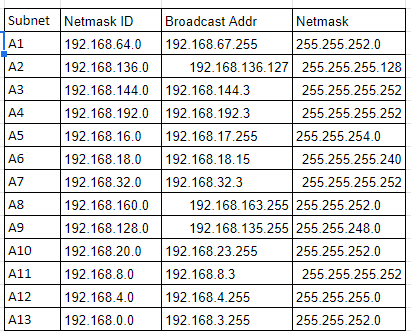 Subnet Netmask ID Broadcast Addr Netmask
A1 192.168.64.0 192.168.67.255 255.255.252.0
A2 192.168.136.0 192.168.136.127 255.255.255.128
A3 192.168.144.0 192.168.144.3 255.255.255.252
A4 192.168.192.0 192.168.192.3 255.255.255.252
A5 192.168.16.0 192.168.17.255 255.255.254.0
A6 192.168.18.0 192.168.18.15 255.255.255.240
A7 192.168.32.0 192.168.32.3 255.255.255.252
A8 192.168.160.0 192.168.163.255 255.255.252.0
A9 192.168.128.0 192.168.135.255 255.255.248.0
A10 192.168.20.0 192.168.23.255 255.255.252.0
A11 192.168.8.0 192.168.8.3 255.255.255.252
A12 192.168.4.0 192.168.4.255 255.255.255.0
A13 192.168.0.0 192.168.3.255 255.255.252.0